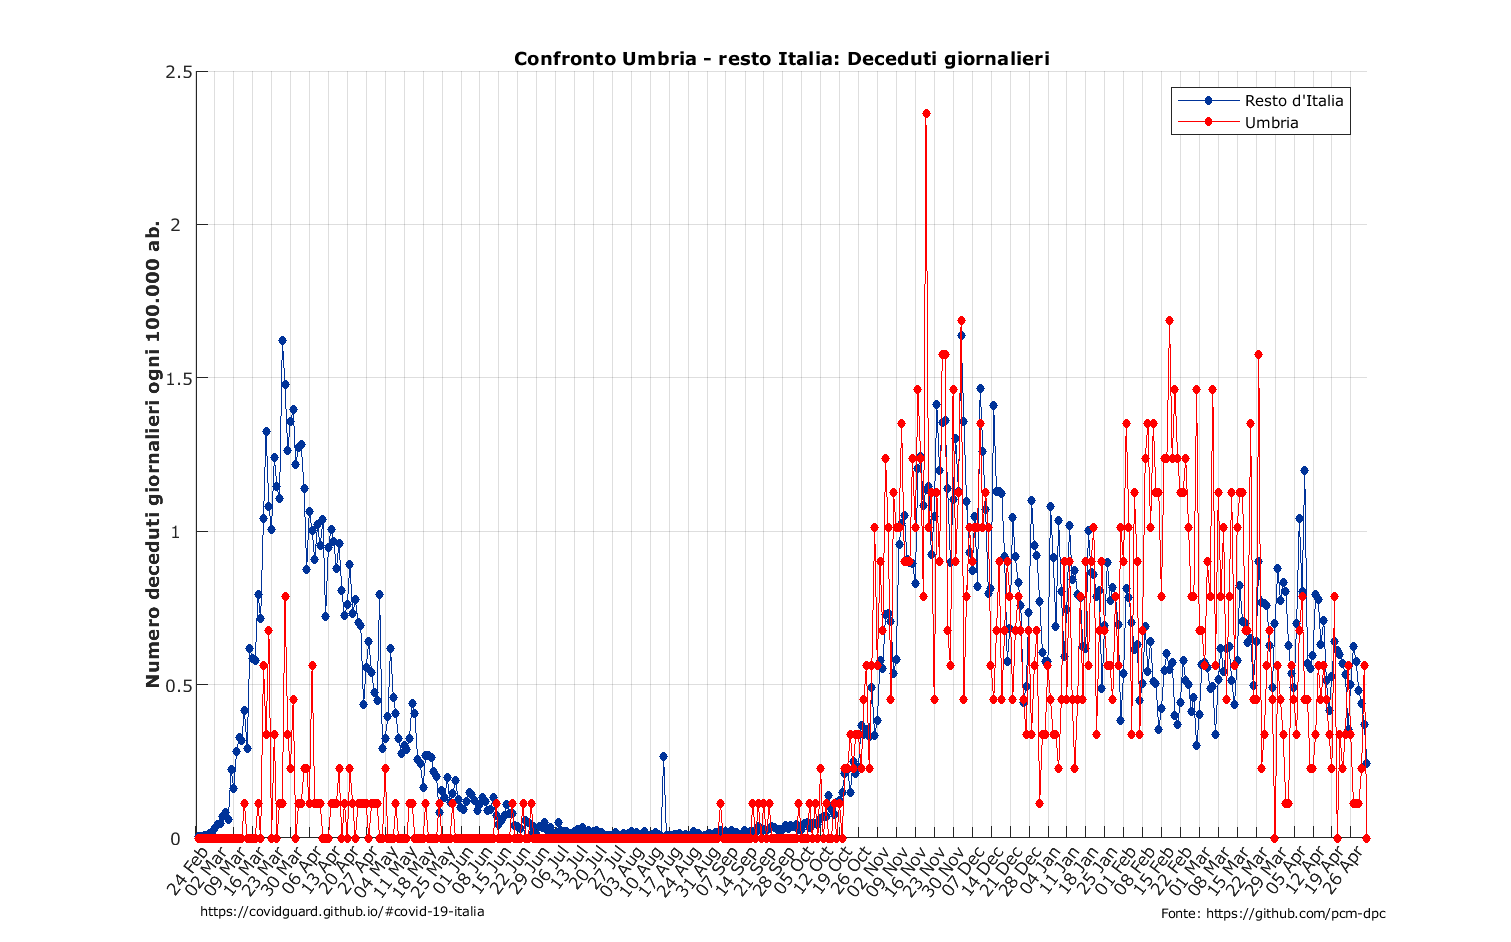 Confronto Umbria - resto Italia: Deceduti giornalieri
Resto d'Italia
Umbria
Numero deceduti giornalieri ogni 100.000 ab.
2.5
2
1.5
1
0.5
0
24 Feb
02 Mar
09 Mar
16 Mar
23 Mar
30 Mar
06 Apr
13 Apr
20 Apr
27 Apr
04 May
11 May
18 May
25 May
01 Jun
08 Jun
15 Jun
22 Jun
29 Jun
06 Jul
13 Jul
20 Jul
27 Jul
03 Aug
10 Aug
17 Aug
24 Aug
31 Aug
07 Sep
14 Sep
21 Sep
28 Sep
05 Oct
12 Oct
19 Oct
26 Oct
02 Nov
09 Nov
16 Nov
23 Nov
30 Nov
07 Dec
14 Dec
21 Dec
28 Dec
04 Jan
11 Jan
18 Jan
25 Jan
01 Feb
08 Feb
15 Feb
22 Feb
01 Mar
08 Mar
15 Mar
22 Mar
29 Mar
05 Apr
12 Apr
19 Apr
26 Apr
https://covidguard.github.io/#covid-19-italia
Fonte: https://github.com/pcm-dpc